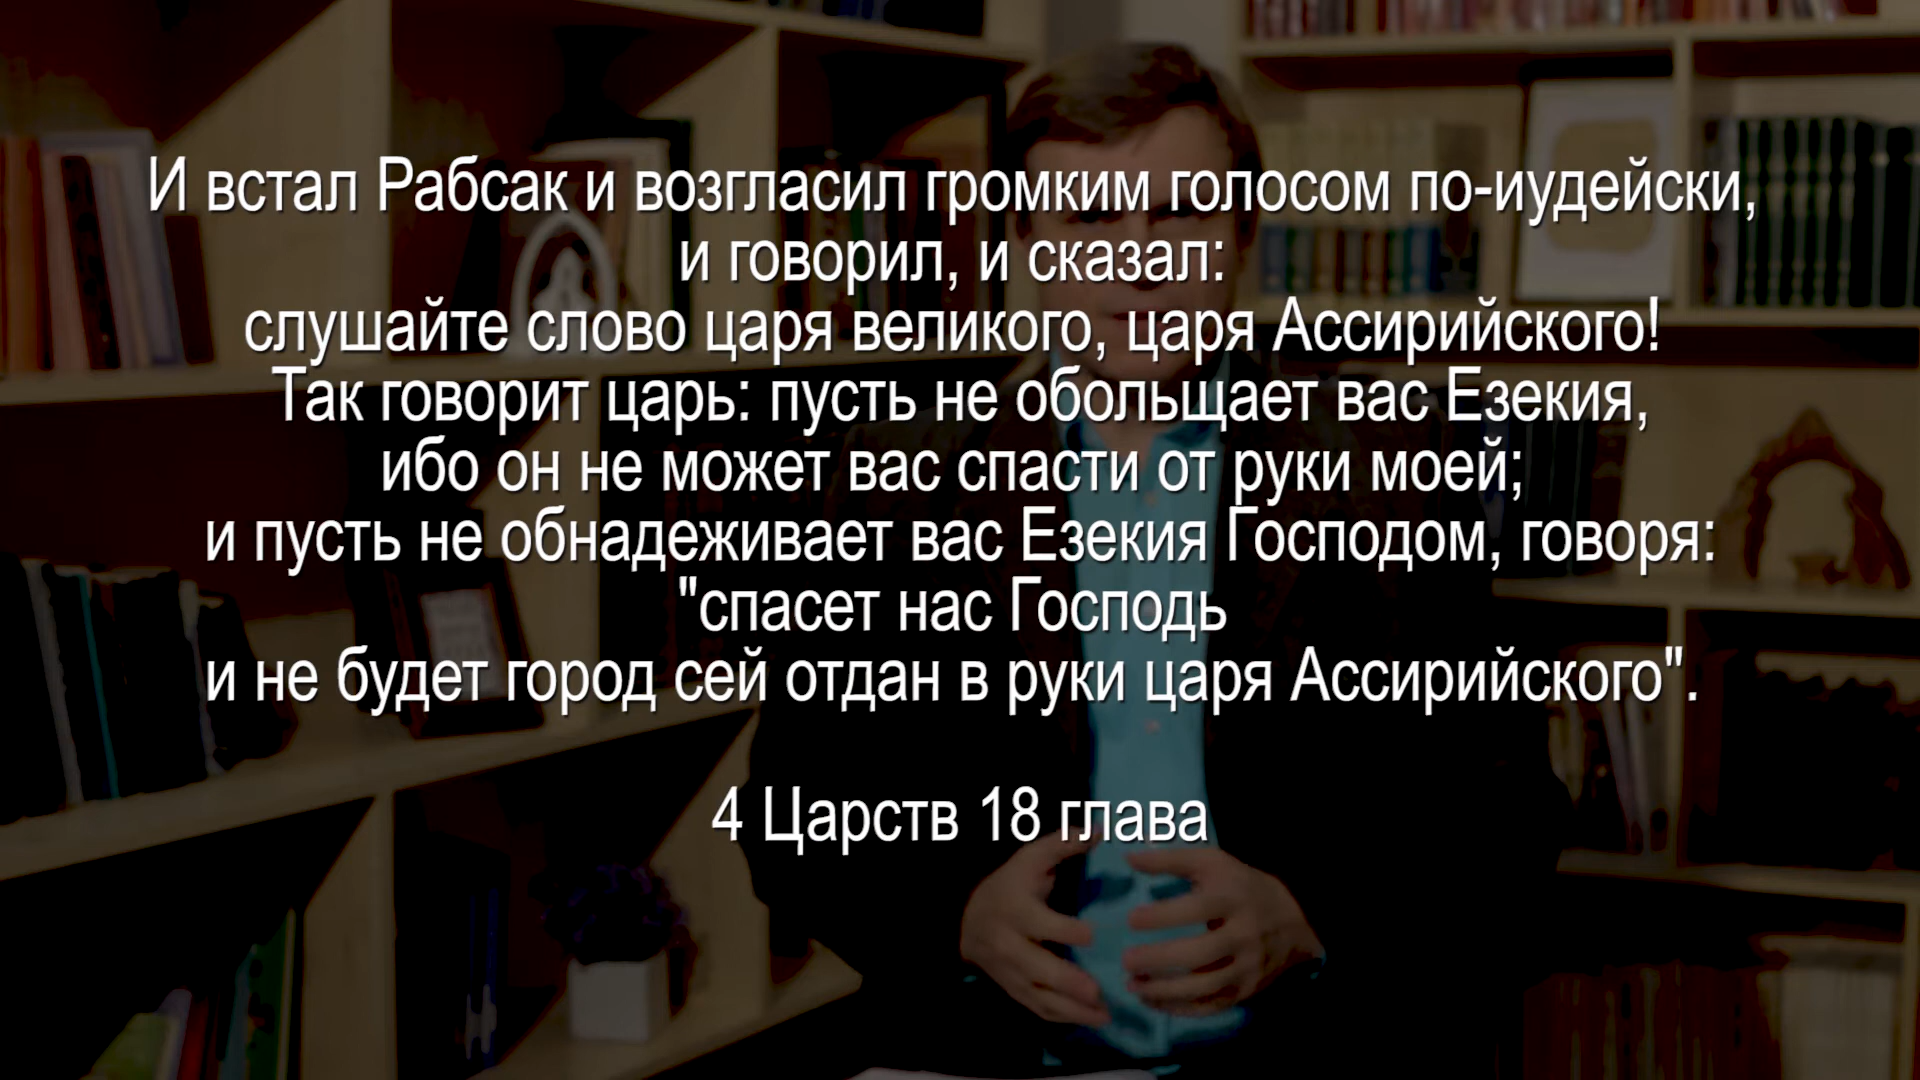 И встал Рабсак и возгласил громким голосом по-иудейски,
и говорил, и сказал:
слушайте слово царя великого, царя Ассирийского!
Так говорит царь: пусть не обольщает вас Езекия,
ибо он не может вас спасти от руки моей;
и пусть не обнадеживает вас Езекия Господом, говоря:
"спасет нас Господь
и не будет город сей отдан в руки царя Ассирийского".
4 Царств 18 глава